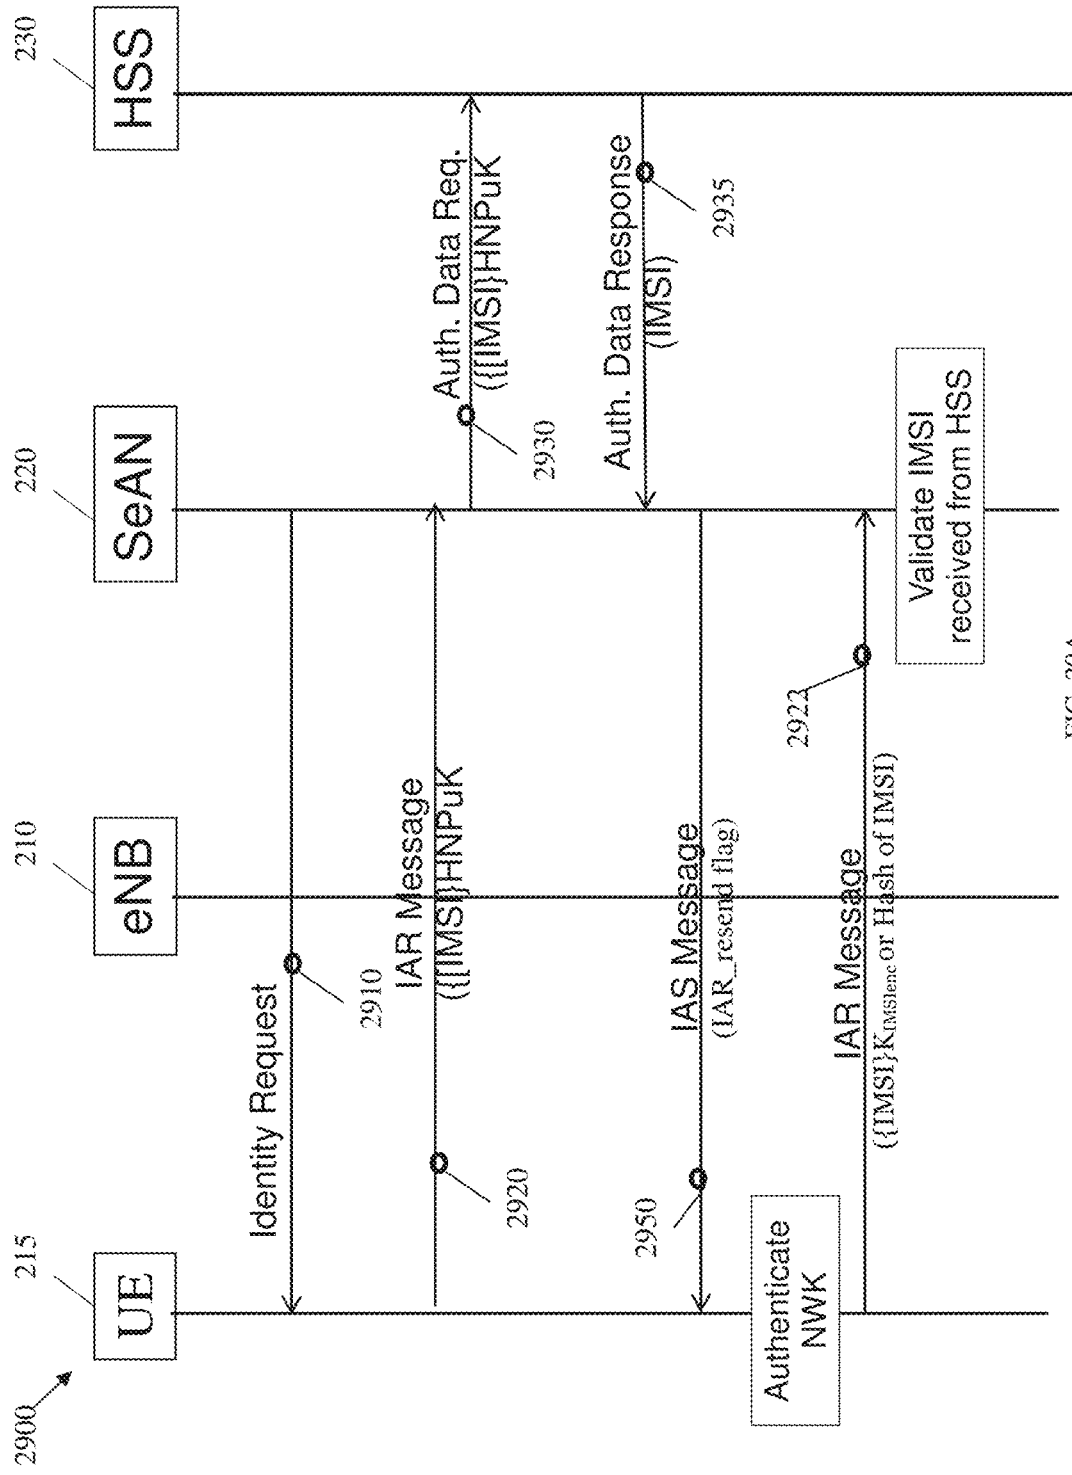 2900
215
UE
210
eNB
220
SeAN
230
HSS
Identity Request
2910
IAR Message
({[IMSI}HNPuK
2920
Auth. Data Req.
({[[IMSI}HNPuK
2930
Auth. Data Response
(IMSI)
2935
IAS Message
(IAR_resend flag)
2950
Authenticate
NWK
IAR Message
({IMSI}KIMSIenc or Hash of IMSI)
2922
Validate IMSI
received from HSS